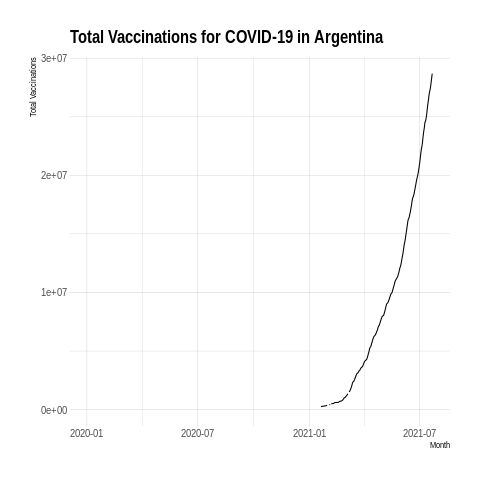 Total Vaccinations for COVID-19 in Argentina
Total Vaccinations
3e+07
2e+07
1e+07
0e+00
2020-01
2020-07
2021-01
2021-07
Month